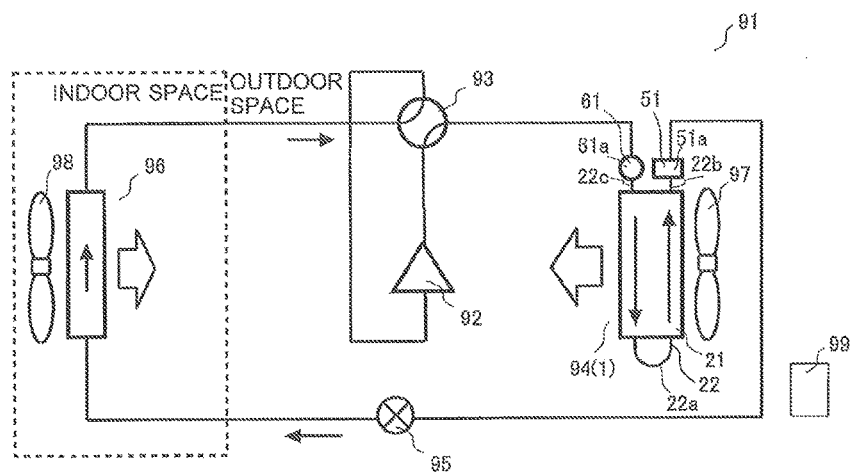 91
INDOOR SPACE
OUTDOOR SPACE
93
61
51
61a
51a
22c
22b
98
96
97
92
94(1)
21
22
22a
99
95